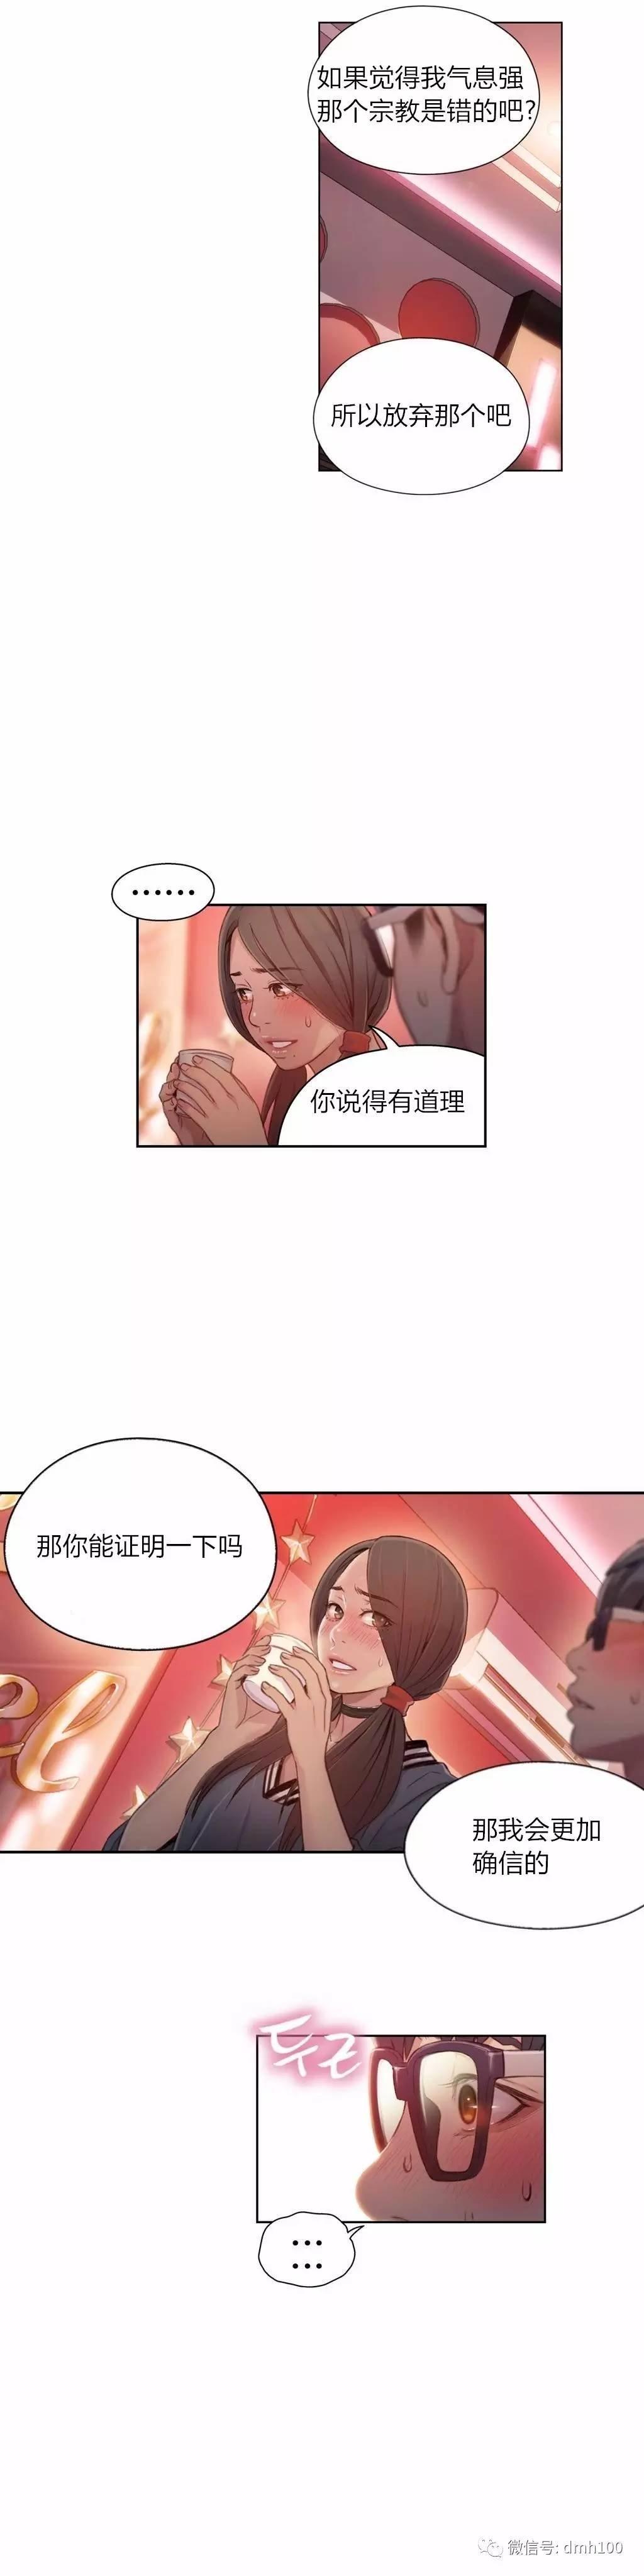 如果觉得我气息强
那个宗教是错的吧?
所以放弃那个吧
……
你说得有道理
那你能证明一下吗
那我会更加
确信的
두근
…
…
微信号: dmh100